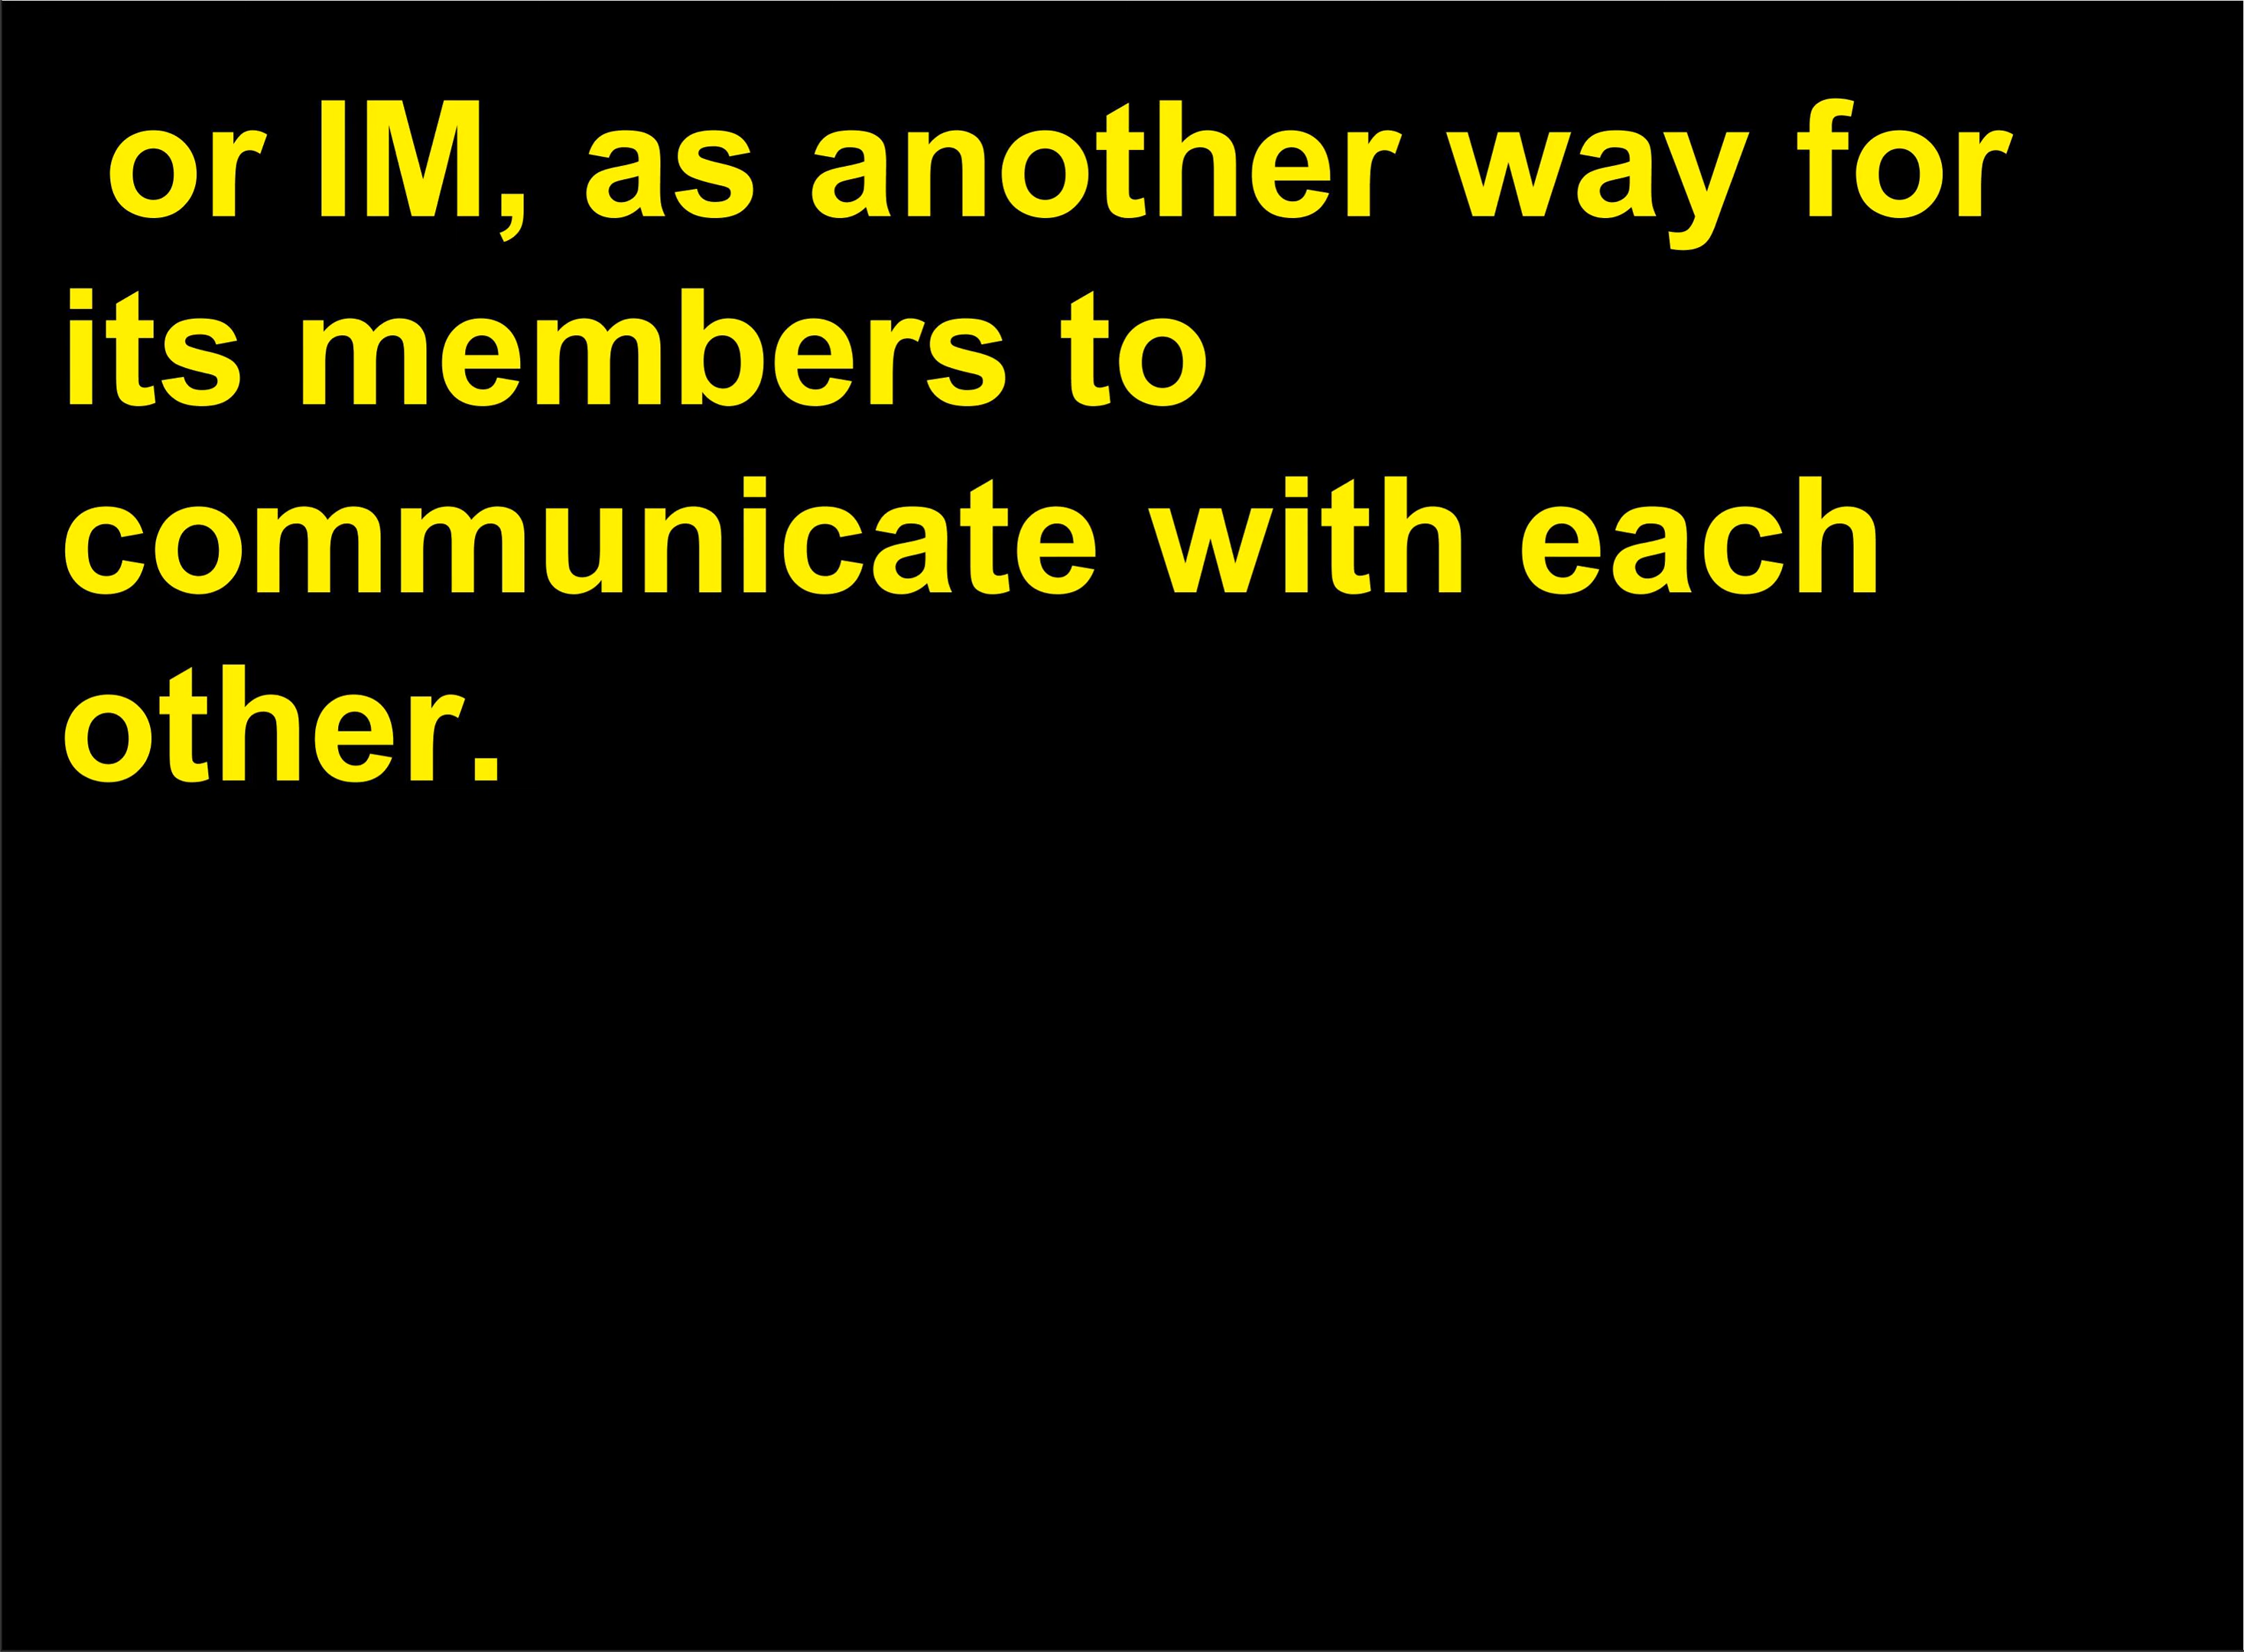 or IM, as another way for
its members to
communicate with each
other.